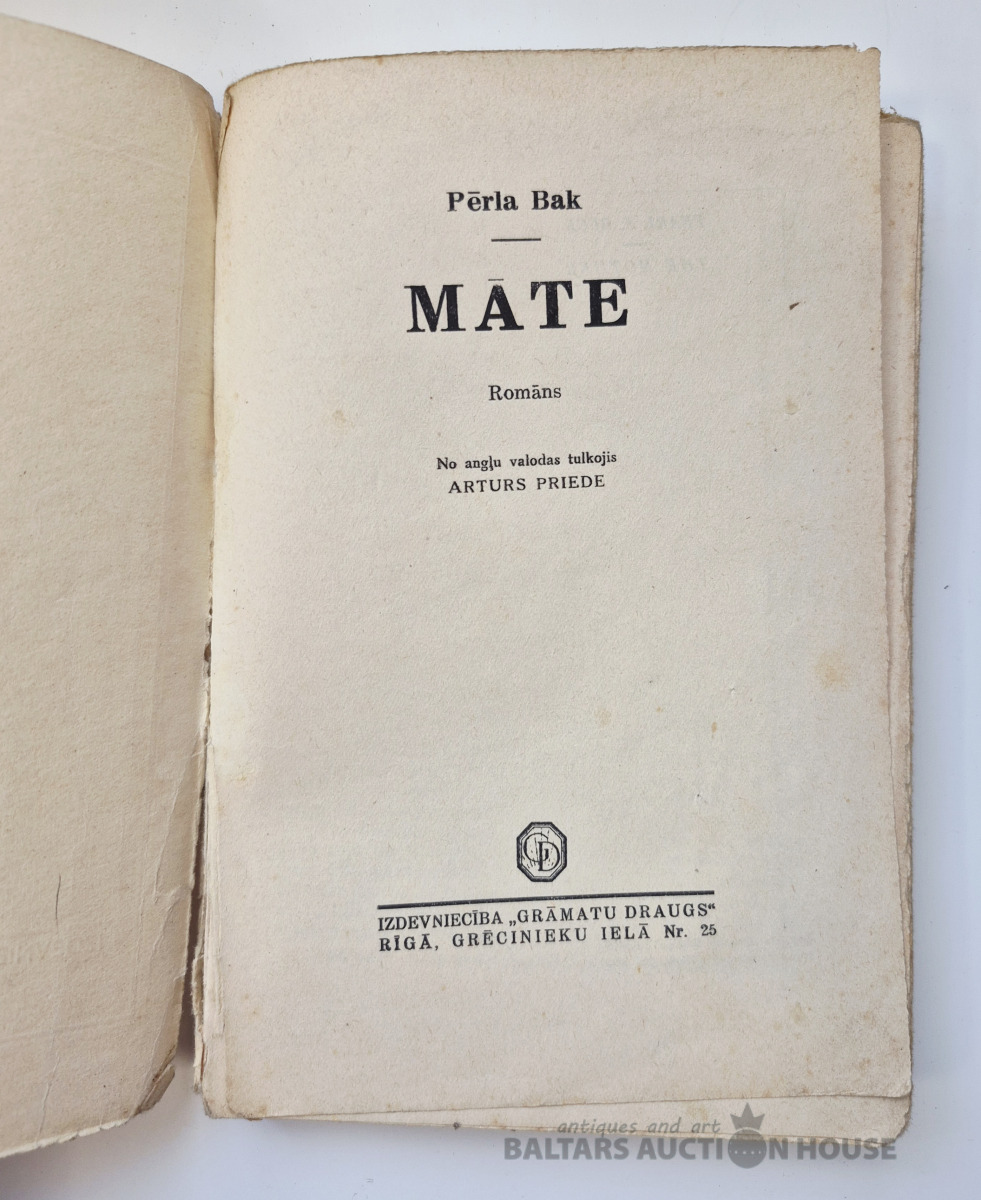 Pērla Bak
MĀTE
Romāns
No angļu valodas tulkojis
ARTURS PRIEDE
GD
IZDEVNIECĪBA „GRĀMATU DRAUGS“
RĪGĀ, GRĒCINIEKU IELĀ Nr. 25
antiques and art
BALTARS AUCTION HOUSE